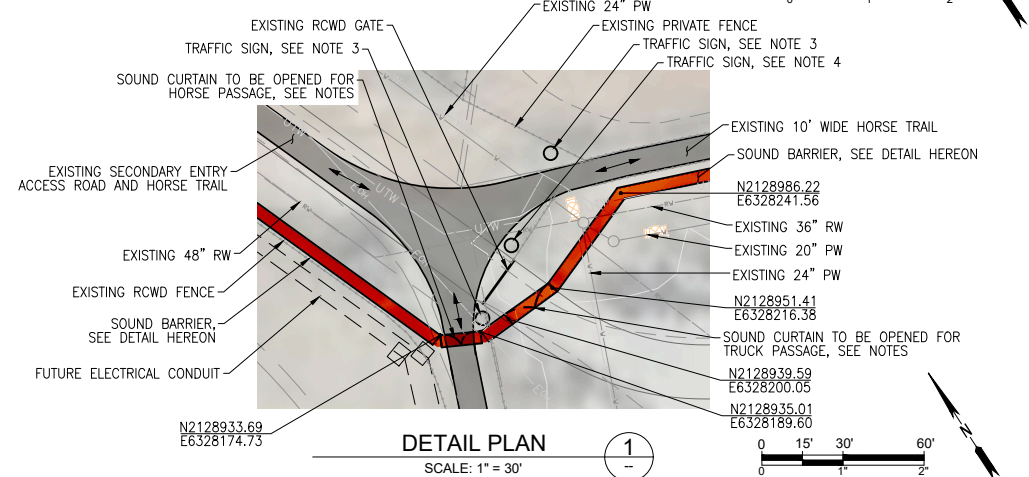 EXISTING 24" PW
EXISTING RCWD GATE
EXISTING PRIVATE FENCE
TRAFFIC SIGN, SEE NOTE 3
TRAFFIC SIGN, SEE NOTE 3
TRAFFIC SIGN, SEE NOTE 4
SOUND CURTAIN TO BE OPENED FOR
HORSE PASSAGE, SEE NOTES
EXISTING 10' WIDE HORSE TRAIL
SOUND BARRIER, SEE DETAIL HEREON
EXISTING SECONDARY ENTRY
ACCESS ROAD AND HORSE TRAIL
N2128986.22
E6328241.56
EXISTING 36" RW
EXISTING 48" RW
EXISTING 20" PW
EXISTING 24" PW
EXISTING RCWD FENCE
N2128951.41
E6328216.38
SOUND BARRIER,
SEE DETAIL HEREON
SOUND CURTAIN TO BE OPENED FOR
TRUCK PASSAGE, SEE NOTES
FUTURE ELECTRICAL CONDUIT
N2128939.59
E6328200.05
N2128935.01
E6328189.60
N2128933.69
E6328174.73
UTW
UTW
UTW
RW
RW
DETAIL PLAN
SCALE: 1" = 30'
1
--
0 15' 30' 60'
0 1" 2"